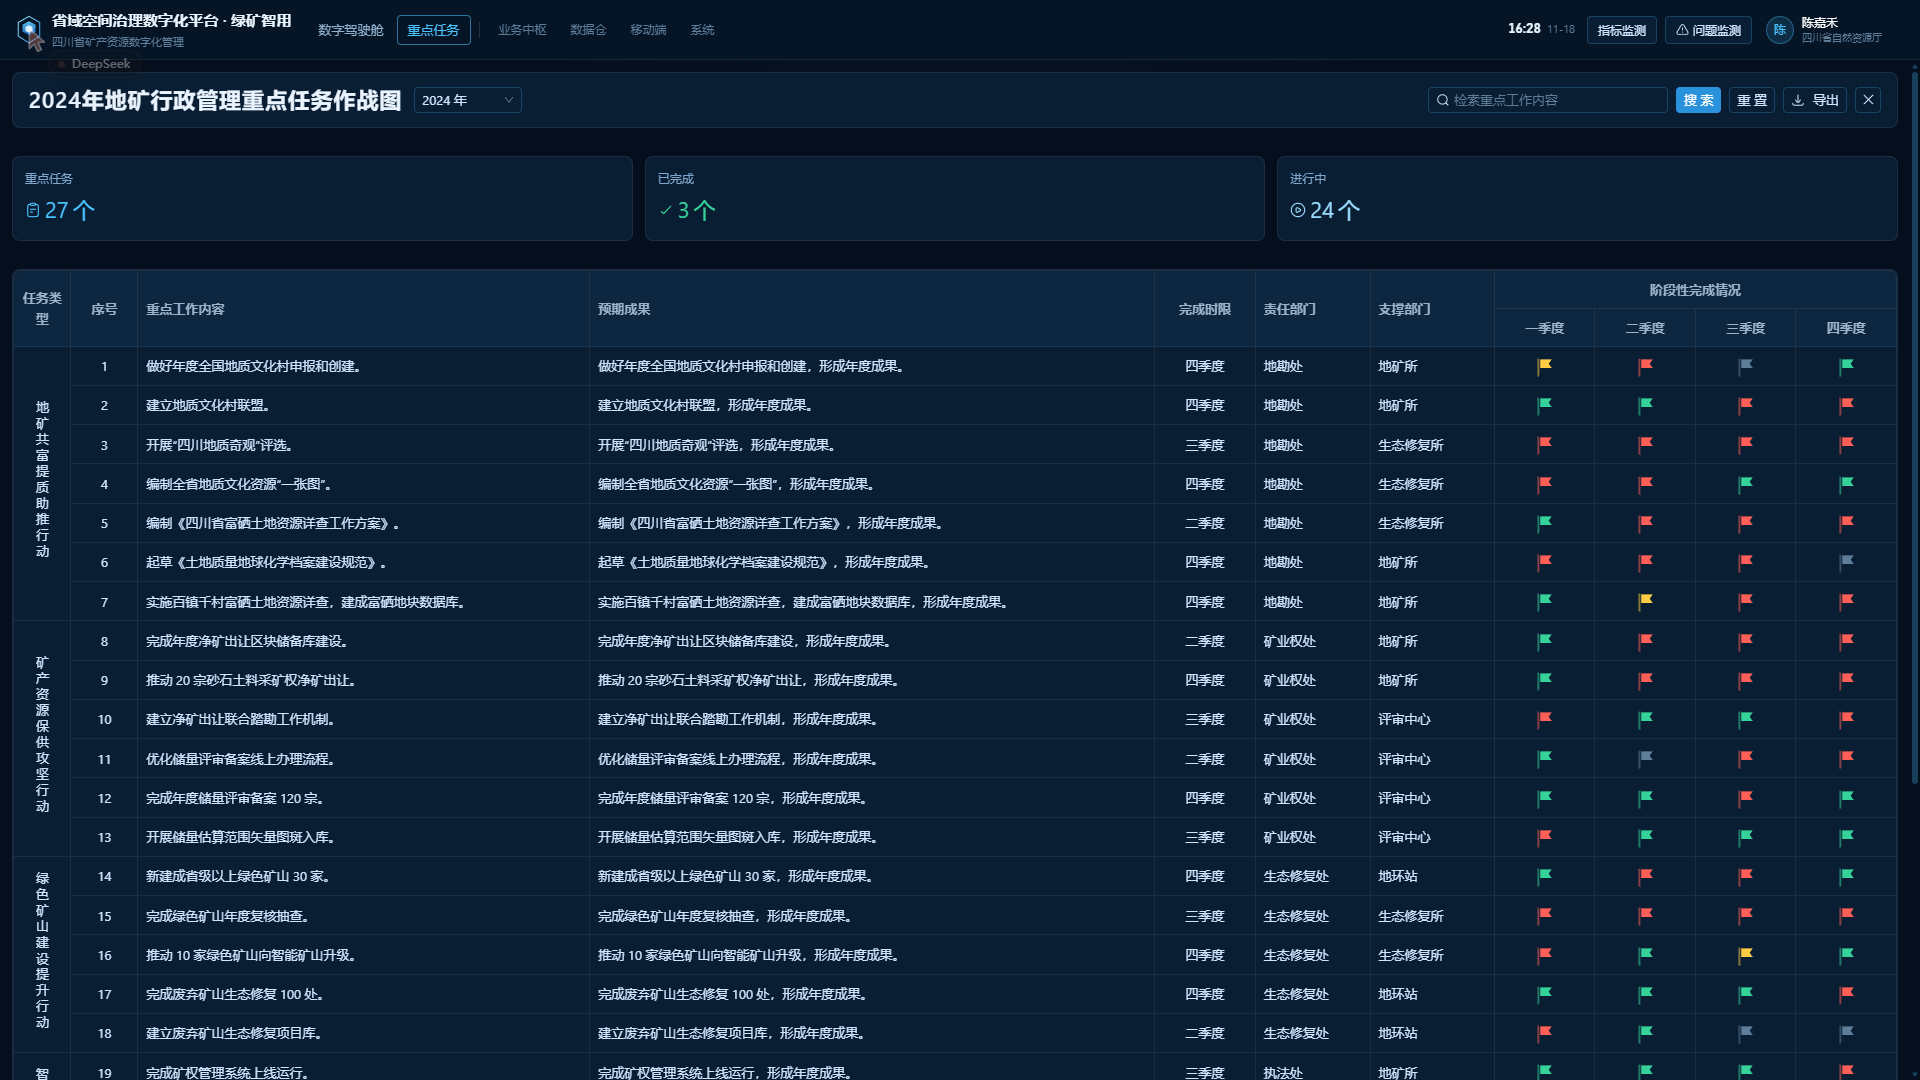 省域空间治理数字化平台 · 绿矿智用
四川省矿产资源数字化管理
数字驾驶舱 重点任务 业务中枢 数据仓 移动端 系统
16:28 11-18 指标监测 问题监测 陈 陈嘉禾
四川省自然资源厅
DeepSeek
2024年地矿行政管理重点任务作战图 2024 年 检索重点工作内容 搜 索 重 置 导出
重点任务 已完成 进行中
27 个 3 个 24 个
任务类型 序号 重点工作内容 预期成果 完成时限 责任部门 支撑部门 阶段性完成情况
一季度 二季度 三季度 四季度
地矿共富提质助推行动
1 做好年度全国地质文化村申报和创建。 做好年度全国地质文化村申报和创建，形成年度成果。 四季度 地勘处 地矿所
2 建立地质文化村联盟。 建立地质文化村联盟，形成年度成果。 四季度 地勘处 地矿所
3 开展“四川地质奇观”评选。 开展“四川地质奇观”评选，形成年度成果。 三季度 地勘处 生态修复所
4 编制全省地质文化资源“一张图”。 编制全省地质文化资源“一张图”，形成年度成果。 四季度 地勘处 生态修复所
5 编制《四川省富硒土地资源详查工作方案》。 编制《四川省富硒土地资源详查工作方案》，形成年度成果。 二季度 地勘处 生态修复所
6 起草《土地质量地球化学档案建设规范》。 起草《土地质量地球化学档案建设规范》，形成年度成果。 四季度 地勘处 地矿所
7 实施百镇千村富硒土地资源详查，建成富硒地块数据库。 实施百镇千村富硒土地资源详查，建成富硒地块数据库，形成年度成果。 四季度 地勘处 地矿所
矿产资源保供攻坚行动
8 完成年度净矿出让区块储备库建设。 完成年度净矿出让区块储备库建设，形成年度成果。 二季度 矿业权处 地矿所
9 推动 20 宗砂石土料采矿权净矿出让。 推动 20 宗砂石土料采矿权净矿出让，形成年度成果。 四季度 矿业权处 地矿所
10 建立净矿出让联合踏勘工作机制。 建立净矿出让联合踏勘工作机制，形成年度成果。 三季度 矿业权处 评审中心
11 优化储量评审备案线上办理流程。 优化储量评审备案线上办理流程，形成年度成果。 二季度 矿业权处 评审中心
12 完成年度储量评审备案 120 宗。 完成年度储量评审备案 120 宗，形成年度成果。 四季度 矿业权处 评审中心
13 开展储量估算范围矢量图斑入库。 开展储量估算范围矢量图斑入库，形成年度成果。 三季度 矿业权处 评审中心
绿色矿山建设提升行动
14 新建成省级以上绿色矿山 30 家。 新建成省级以上绿色矿山 30 家，形成年度成果。 四季度 生态修复处 地环站
15 完成绿色矿山年度复核抽查。 完成绿色矿山年度复核抽查，形成年度成果。 三季度 生态修复处 生态修复所
16 推动 10 家绿色矿山向智能矿山升级。 推动 10 家绿色矿山向智能矿山升级，形成年度成果。 四季度 生态修复处 生态修复所
17 完成废弃矿山生态修复 100 处。 完成废弃矿山生态修复 100 处，形成年度成果。 四季度 生态修复处 地环站
18 建立废弃矿山生态修复项目库。 建立废弃矿山生态修复项目库，形成年度成果。 二季度 生态修复处 地环站
智
19 完成矿权管理系统上线运行。 完成矿权管理系统上线运行，形成年度成果。 三季度 执法处 地矿所